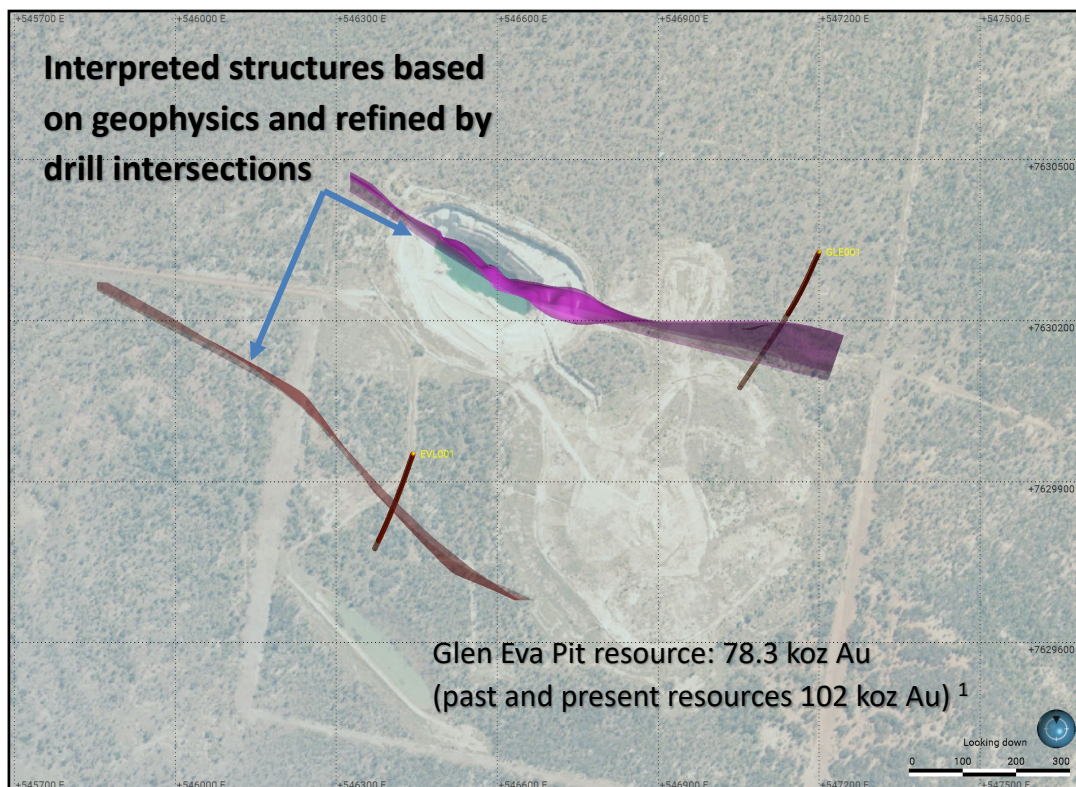 +545700 E +546000 E +546300 E +546600 E +546900 E +547200 E +547500 E
Interpreted structures based
on geophysics and refined by
drill intersections
+7630500
GLE001
+7630200
EVL001
+7629900
Glen Eva Pit resource: 78.3 koz Au
(past and present resources 102 koz Au) 1
+7629600
Looking down
0 100 200 300
+545700 E +546000 E +546300 E +546600 E +546900 E +547200 E +547500 E